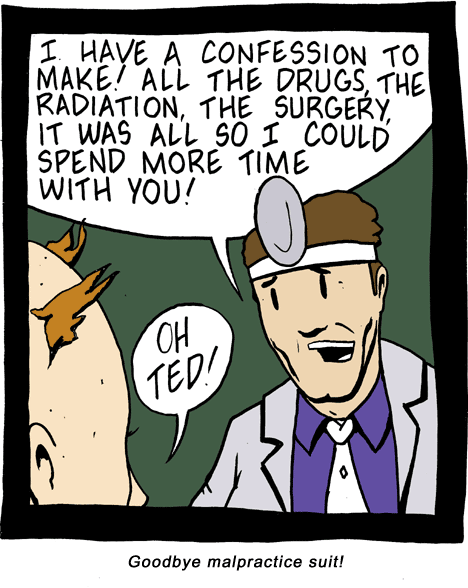 I HAVE A CONFESSION TO
MAKE! ALL THE DRUGS, THE
RADIATION, THE SURGERY,
IT WAS ALL SO I COULD
SPEND MORE TIME
WITH YOU!
OH
TED!
Goodbye malpractice suit!